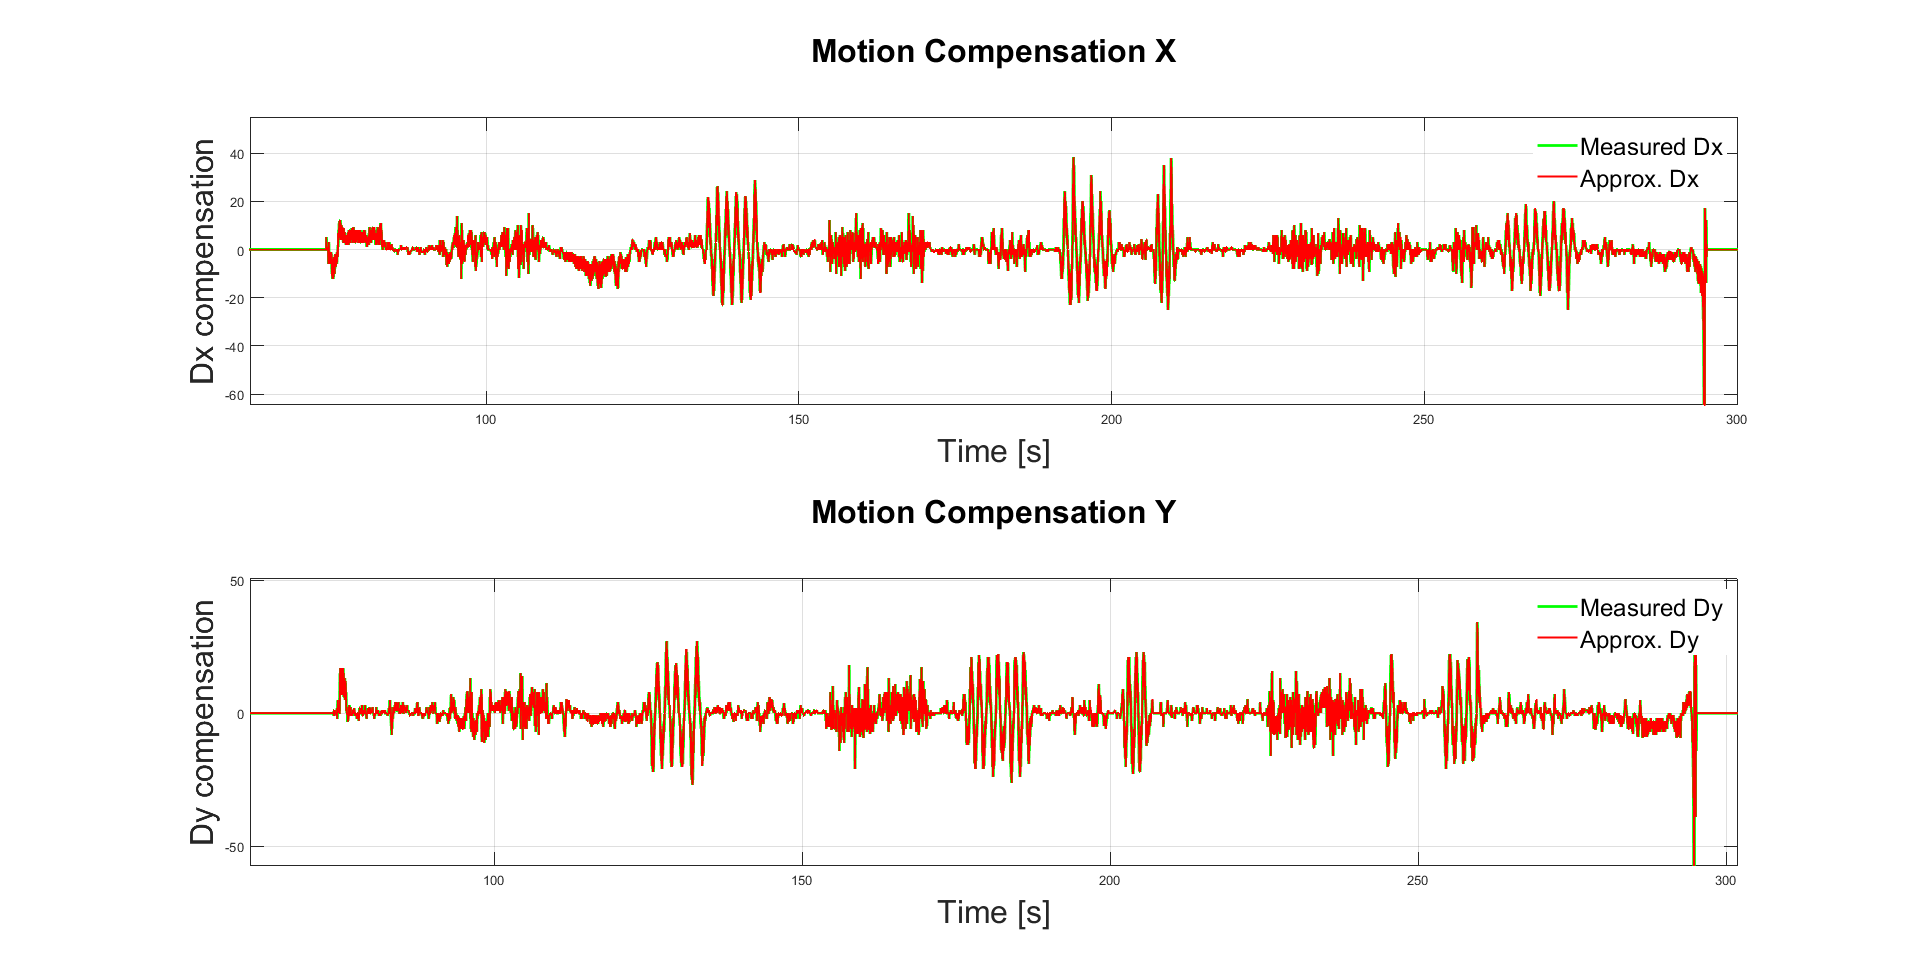 Motion Compensation X
Dx compensation
40
20
0
-20
-40
-60
Measured Dx
Approx. Dx
100
150
200
250
300
Time [s]
Motion Compensation Y
Dy compensation
50
0
-50
Measured Dy
Approx. Dy
100
150
200
250
300
Time [s]